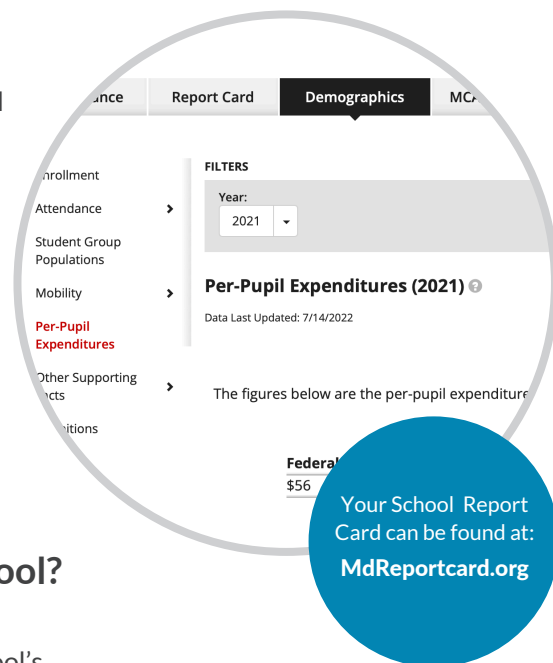 Report Card
Demographics
FILTERS
Year:
2021
Attendance
Student Group
Populations
Mobility
Per-Pupil
Expenditures
Other Supporting
Per-Pupil Expenditures (2021)
Data Last Updated: 7/14/2022
The figures below are the per-pupil expenditure
$56
Your School Report
Card can be found at:
MdReportcard.org